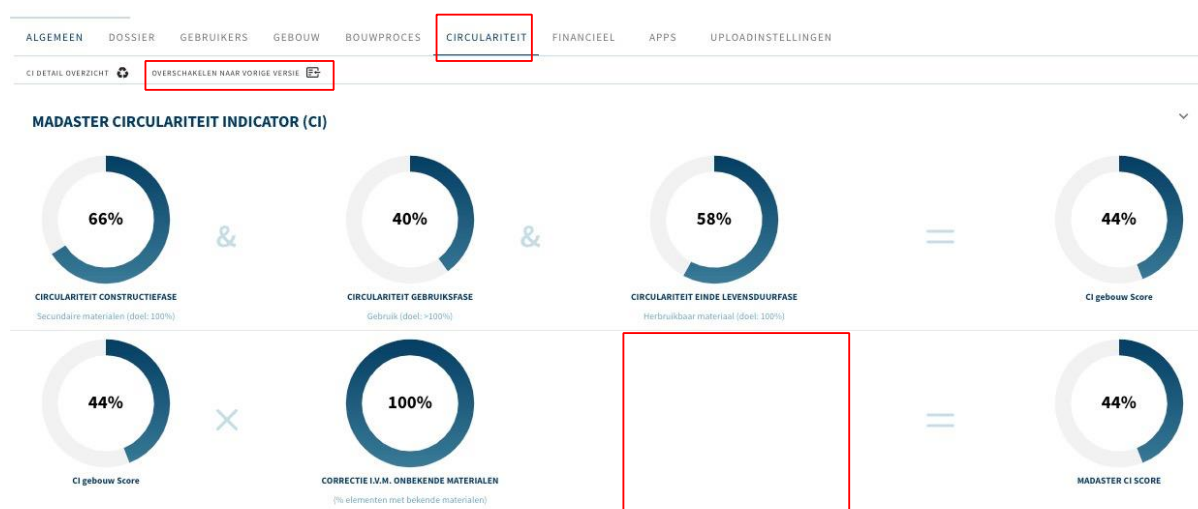 ALGEMEEN DOSSIER GEBRUIKERS GEBOUW BOUWPROCES CIRCULARITEIT FINANCIEEL APPS UPLOADINSTELLINGEN
CI DETAIL OVERZICHT OVERSCHAKELEN NAAR VORIGE VERSIE
MADASTER CIRCULARITEIT INDICATOR (CI)
66% & 40% & 58% = 44%
CIRCULARITEIT CONSTRUCTIEFASE CIRCULARITEIT GEBRUIKSFASE CIRCULARITEIT EINDE LEVENSDUURFASE CI gebouw Score
Secundaire materialen (doel: 100%) Gebruik (doel: >100%) Herbruikbaar materiaal (doel: 100%)
44% × 100% = 44%
CI gebouw Score CORRECTIE I.V.M. ONBEKENDE MATERIALEN MADASTER CI SCORE
(% elementen met bekende materialen)